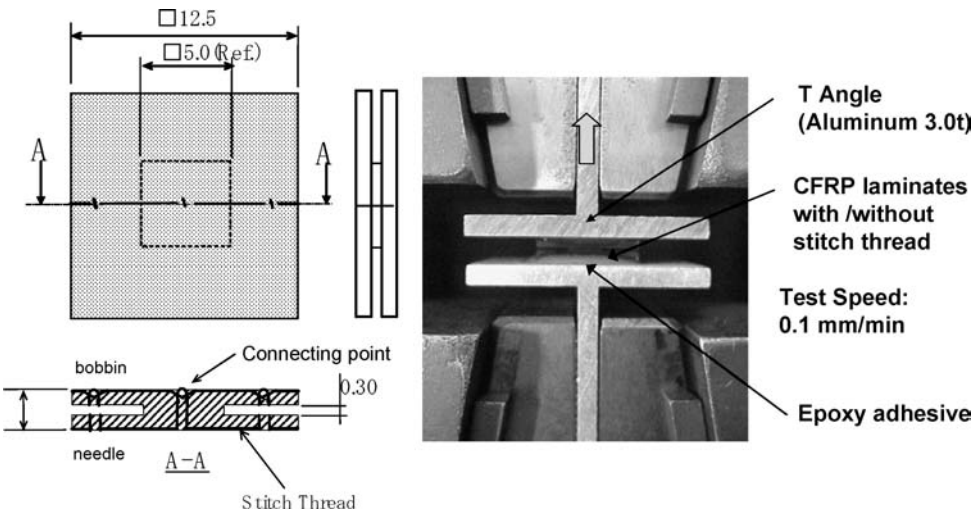 □12.5
□5.0(Ref.)
A
A
bobbin
Connecting point
0.30
needle
A-A
Stitch Thread
T Angle
(Aluminum 3.0t)
CFRP laminates
with /without
stitch thread
Test Speed:
0.1 mm/min
Epoxy adhesive